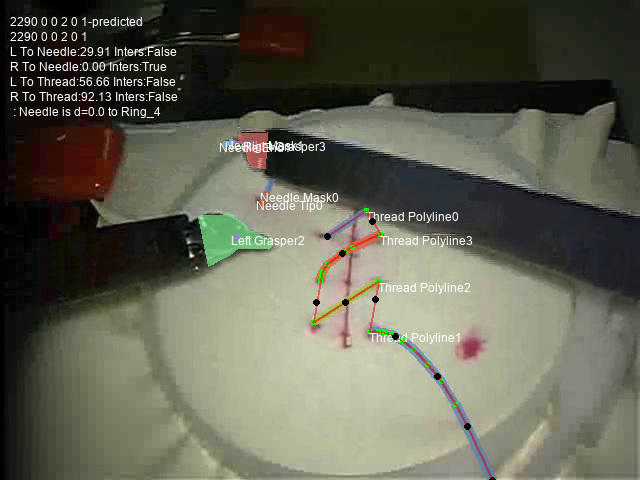 2290 0 0 2 0 1-predicted
2290 0 0 2 0 1
L To Needle:29.91 Inters:False
R To Needle:0.00 Inters:True
L To Thread:56.66 Inters:False
R To Thread:92.13 Inters:False
: Needle is d=0.0 to Ring_4
Needle Mask0
Needle Tip0
Thread Polyline0
Left Grasper2
Thread Polyline3
Thread Polyline2
Thread Polyline1